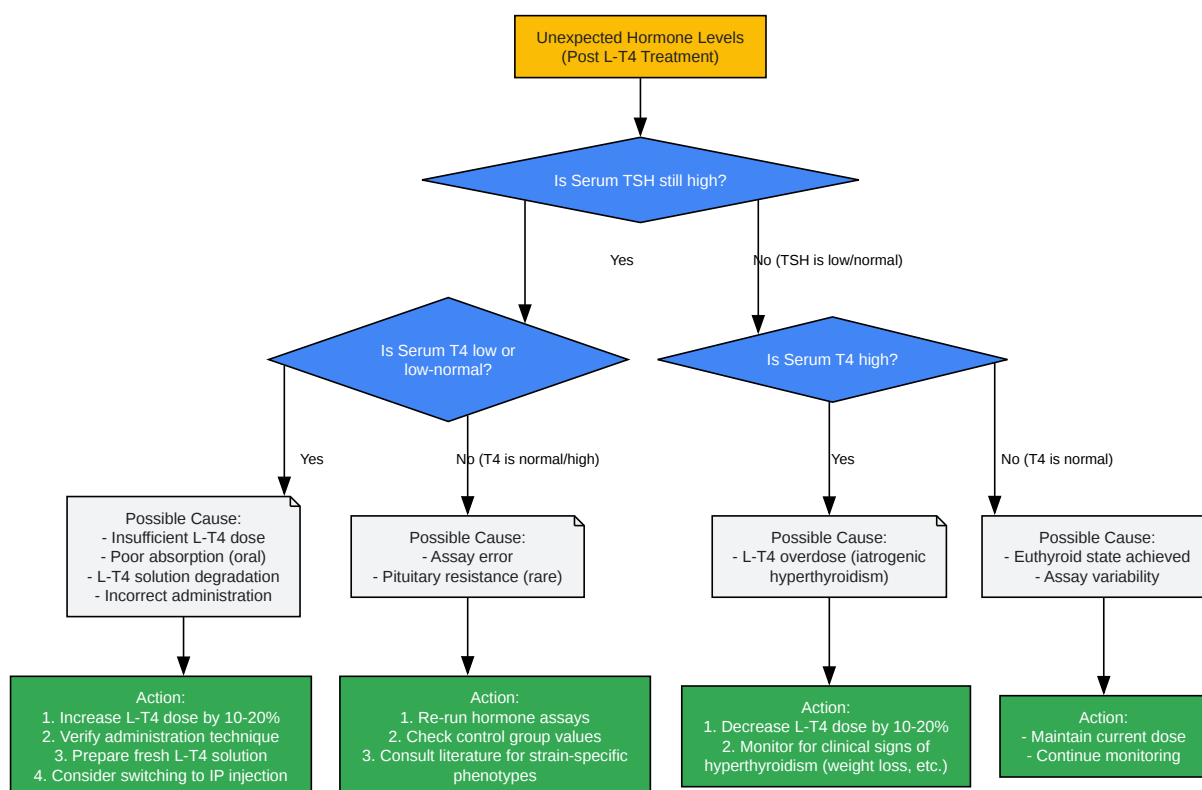 Unexpected Hormone Levels
(Post L-T4 Treatment)
Is Serum TSH still high?
Yes
No (TSH is low/normal)
Is Serum T4 low or
low-normal?
Is Serum T4 high?
Yes
No (T4 is normal/high)
Yes
No (T4 is normal)
Possible Cause:
- Insufficient L-T4 dose
- Poor absorption (oral)
- L-T4 solution degradation
- Incorrect administration
Possible Cause:
- Assay error
- Pituitary resistance (rare)
Possible Cause:
- L-T4 overdose (iatrogenic
hyperthyroidism)
Possible Cause:
- Euthyroid state achieved
- Assay variability
Action:
1. Increase L-T4 dose by 10-20%
2. Verify administration technique
3. Prepare fresh L-T4 solution
4. Consider switching to IP injection
Action:
1. Re-run hormone assays
2. Check control group values
3. Consult literature for strain-specific
phenotypes
Action:
1. Decrease L-T4 dose by 10-20%
2. Monitor for clinical signs of
hyperthyroidism (weight loss, etc.)
Action:
- Maintain current dose
- Continue monitoring